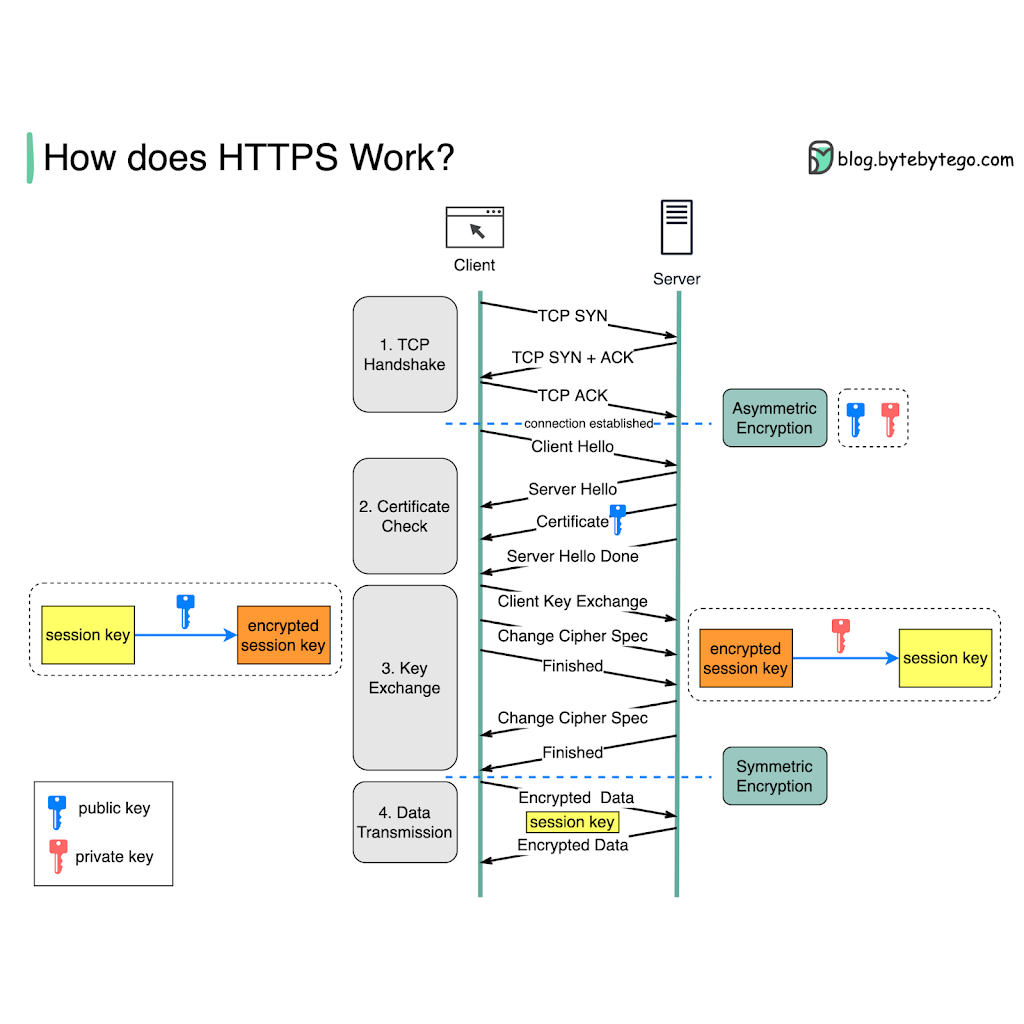 How does HTTPS Work?
blog.bytebytego.com
Client
Server
1. TCP
Handshake
TCP SYN
TCP SYN + ACK
TCP ACK
connection established
Asymmetric
Encryption
Client Hello
2. Certificate
Check
Server Hello
Certificate
Server Hello Done
session key
encrypted
session key
3. Key
Exchange
Client Key Exchange
Change Cipher Spec
Finished
Change Cipher Spec
Finished
encrypted
session key
session key
Symmetric
Encryption
4. Data
Transmission
Encrypted Data
session key
Encrypted Data
public key
private key